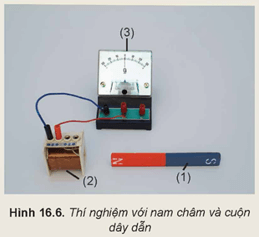 (3)
(1)
(2)
N
S
Hình 16.6. Thí nghiệm với nam châm và cuộn
dây dẫn